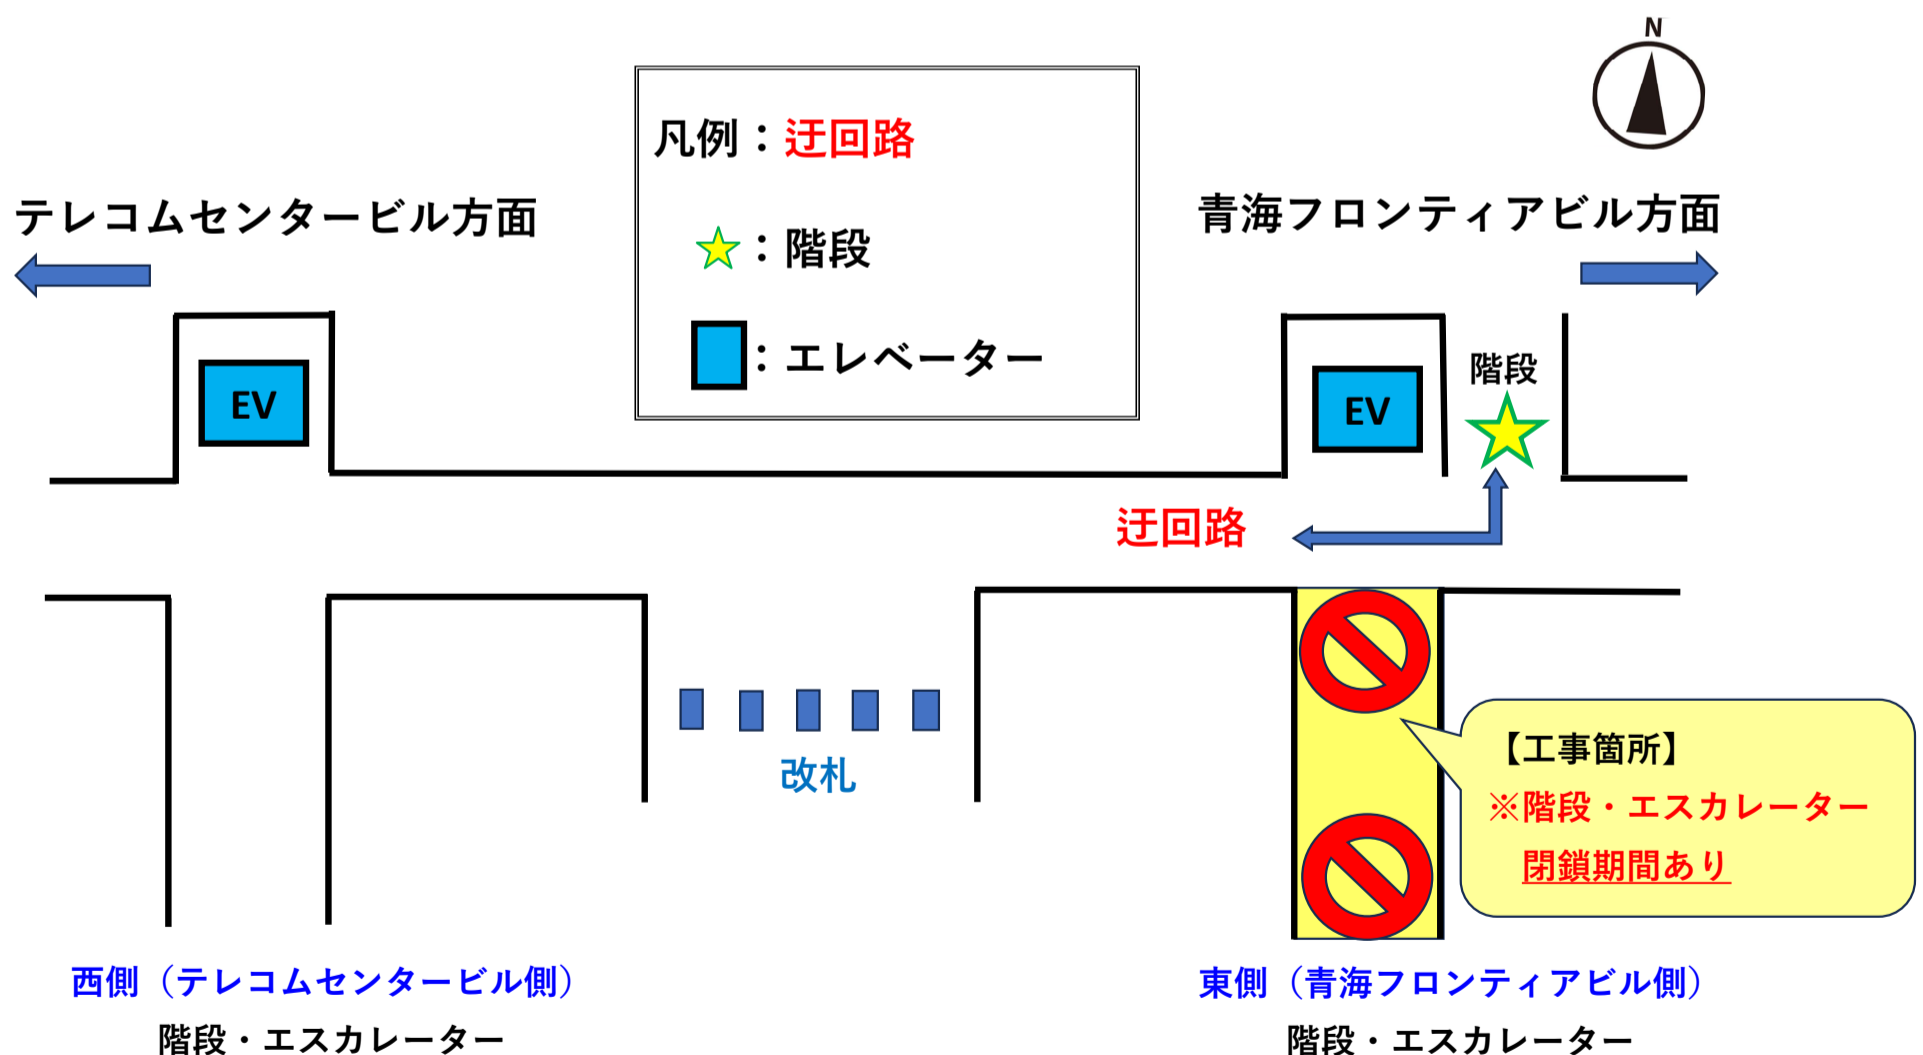 N
凡例：迂回路
：階段
：エレベーター
テレコムセンタービル方面
青海フロンティアビル方面
EV
EV
階段
迂回路
改札
【工事箇所】
※階段・エスカレーター
閉鎖期間あり
西側（テレコムセンタービル側）
階段・エスカレーター
東側（青海フロンティアビル側）
階段・エスカレーター